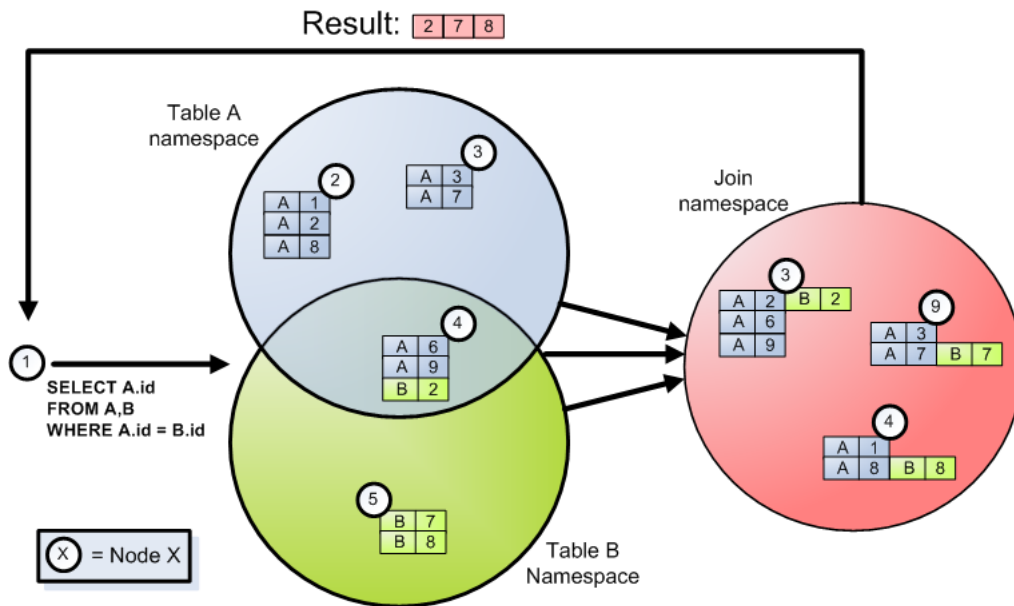 Result: 2 7 8
Table A
namespace
2
A 1
A 2
A 8
3
A 3
A 7
4
A 6
A 9
B 2
5
B 7
B 8
Table B
Namespace
1
SELECT A.id
FROM A,B
WHERE A.id = B.id
Join
namespace
3
A 2 B 2
A 6
A 9
9
A 3
A 7 B 7
4
A 1
A 8 B 8
X = Node X